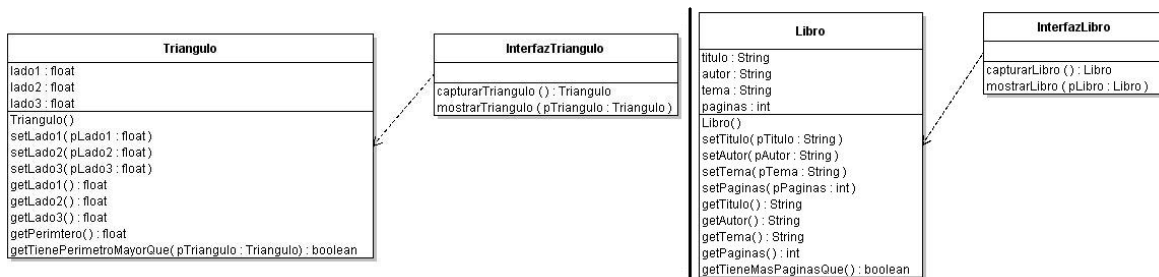 Triangulo
lado1 : float
lado2 : float
lado3 : float
Triangulo()
setLado1( pLado1 : float)
setLado2( pLado2 : float)
setLado3( pLado3 : float)
getLado1() : float
getLado2() : float
getLado3() : float
getPerimtero() : float
getTienePerimetroMayorQue( pTriangulo : Triangulo) : boolean
InterfazTriangulo
capturarTriangulo () : Triangulo
mostrarTriangulo ( pTriangulo : Triangulo )
Libro
titulo : String
autor : String
tema : String
paginas : int
Libro()
setTitulo( pTitulo : String)
setAutor( pAutor : String)
setTema( pTema : String)
setPaginas( pPaginas : int)
getTitulo() : String
getAutor() : String
getTema() : String
getPaginas() : int
getTieneMasPaginasQue() : boolean
InterfazLibro
capturarLibro () : Libro
mostrarLibro ( pLibro : Libro )